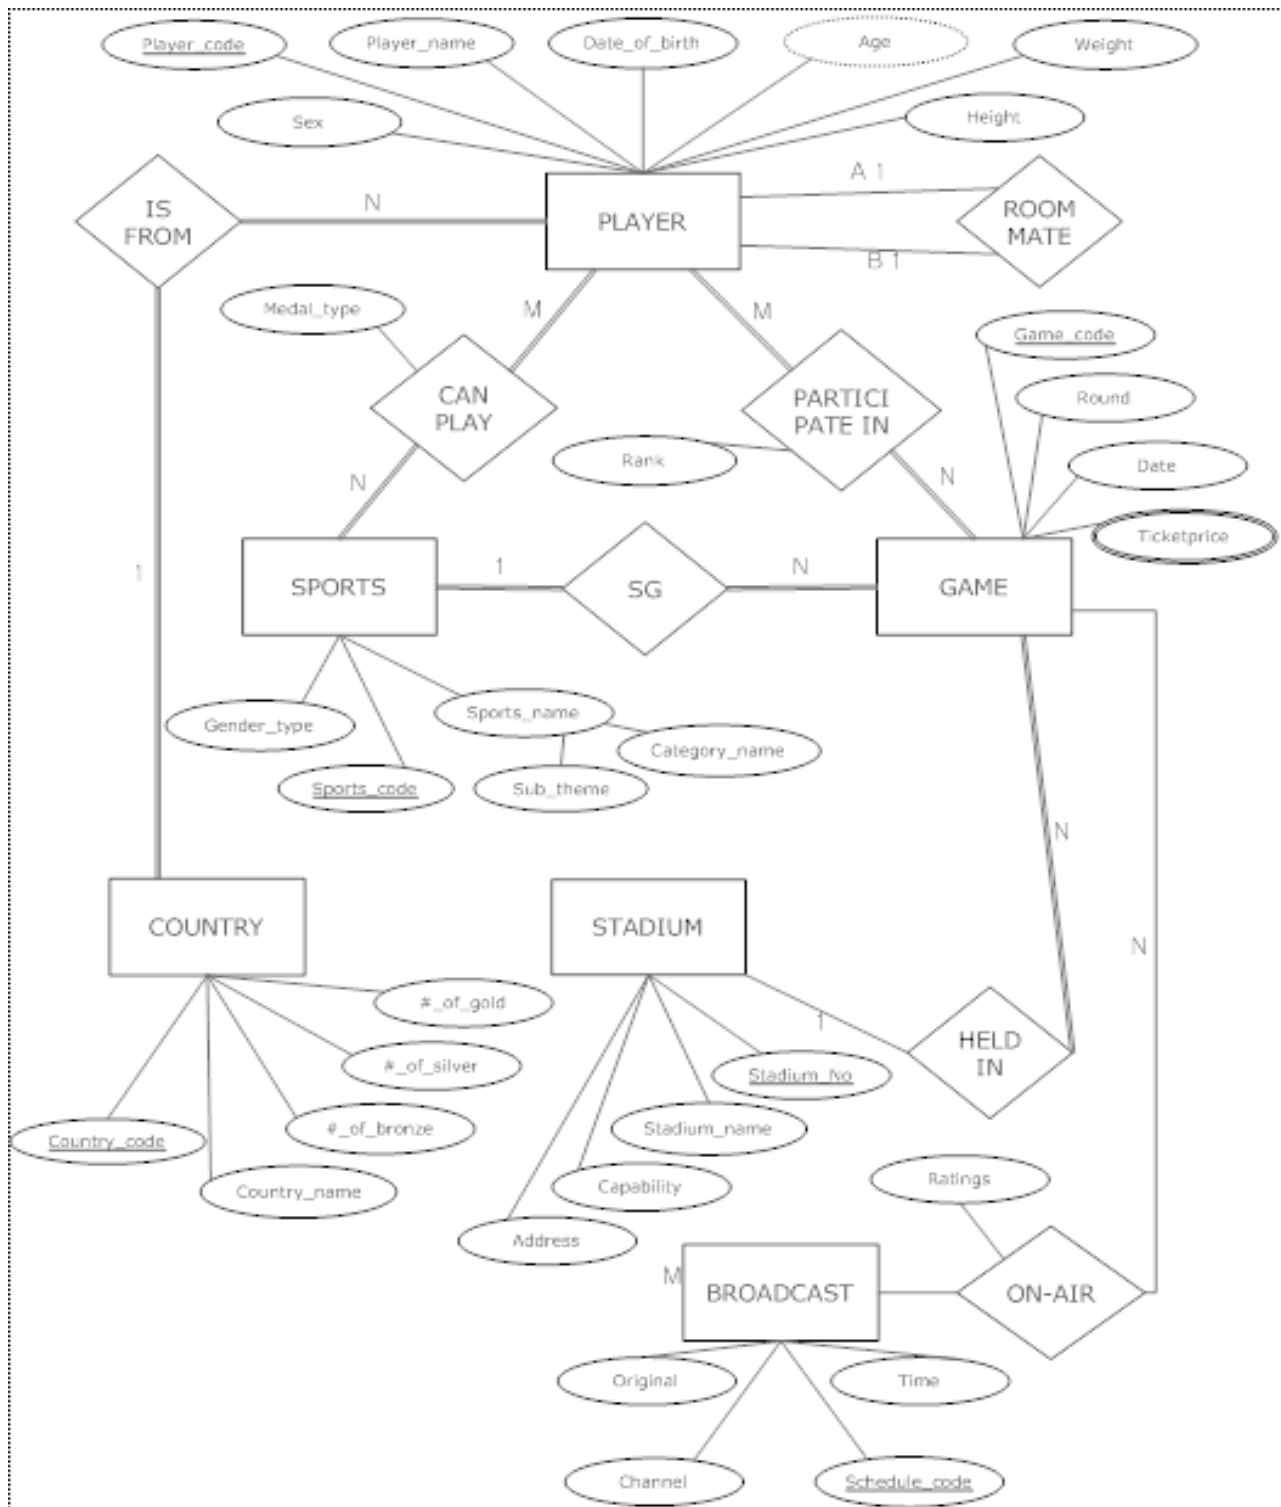 Player_code
Player_name
Date_of_birth
Age
Weight
Sex
Height
IS
FROM
N
PLAYER
A 1
B 1
ROOM
MATE
Medal_type
M
M
Game_code
CAN
PLAY
PARTICI
PATE IN
Round
Rank
Date
N
N
Ticketprice
1
SPORTS
1
SG
N
GAME
Gender_type
Sports_name
Category_name
Sports_code
Sub_theme
N
COUNTRY
STADIUM
N
#_of_gold
1
HELD
IN
#_of_silver
Stadium_No
Country_code
#_of_bronze
Stadium_name
Country_name
Capability
Ratings
Address
M
BROADCAST
ON-AIR
Original
Time
Channel
Schedule_code